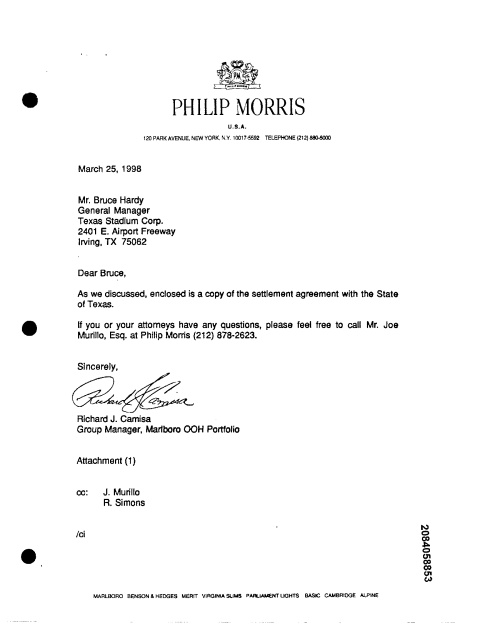 PM
PHILIP MORRIS
U.S.A.
120 PARK AVENUE, NEW YORK, N.Y. 10017-5592 TELEPHONE (212) 880-5000
March 25, 1998
Mr. Bruce Hardy
General Manager
Texas Stadium Corp.
2401 E. Airport Freeway
Irving, TX 75062
Dear Bruce,
As we discussed, enclosed is a copy of the settlement agreement with the State
of Texas.
If you or your attorneys have any questions, please feel free to call Mr. Joe
Murillo, Esq. at Philip Morris (212) 878-2623.
Sincerely,
Richard J Camisa
Richard J. Camisa
Group Manager, Marlboro OOH Portfolio
Attachment (1)
cc: J. Murillo
R. Simons
/ci
2084058853
MARLBORO BENSON & HEDGES MERIT VIRGINIA SLIMS PARLIAMENT LIGHTS BASIC CAMBRIDGE ALPINE